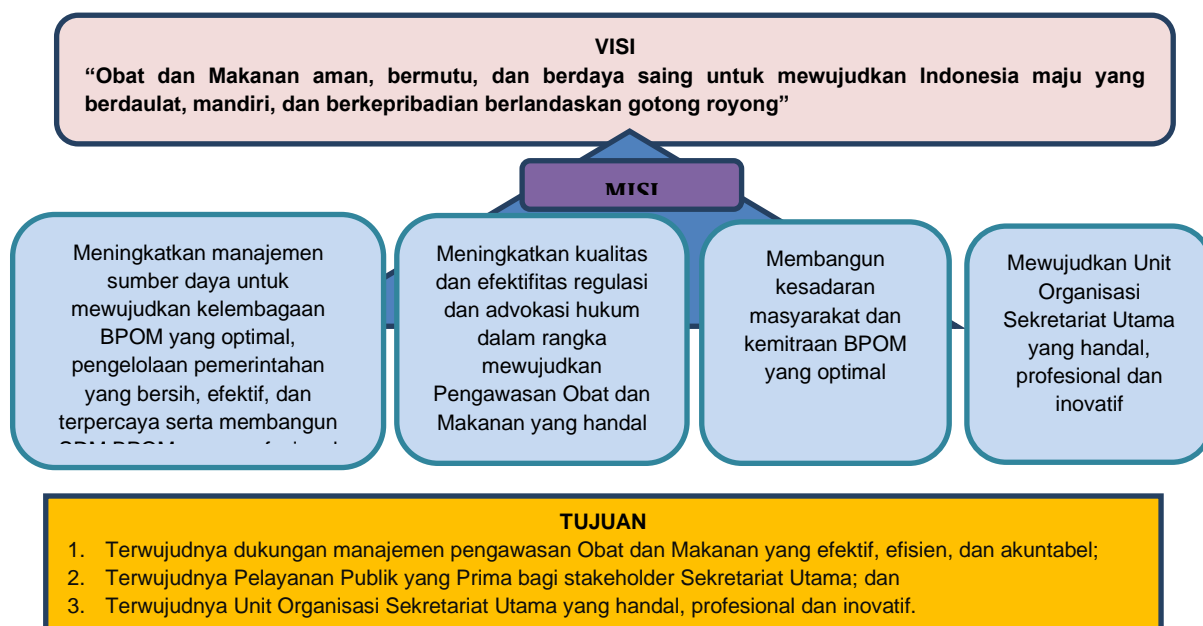 VISI
“Obat dan Makanan aman, bermutu, dan berdaya saing untuk mewujudkan Indonesia maju yang
berdaulat, mandiri, dan berkepribadian berlandaskan gotong royong”
MISI
Meningkatkan manajemen
sumber daya untuk
mewujudkan kelembagaan
BPOM yang optimal,
pengelolaan pemerintahan
yang bersih, efektif, dan
terpercaya serta membangun
Meningkatkan kualitas
dan efektifitas regulasi
dan advokasi hukum
dalam rangka
mewujudkan
Pengawasan Obat dan
Makanan yang handal
Membangun
kesadaran
masyarakat dan
kemitraan BPOM
yang optimal
Mewujudkan Unit
Organisasi
Sekretariat Utama
yang handal,
profesional dan
inovatif
TUJUAN
1. Terwujudnya dukungan manajemen pengawasan Obat dan Makanan yang efektif, efisien, dan akuntabel;
2. Terwujudnya Pelayanan Publik yang Prima bagi stakeholder Sekretariat Utama; dan
3. Terwujudnya Unit Organisasi Sekretariat Utama yang handal, profesional dan inovatif.